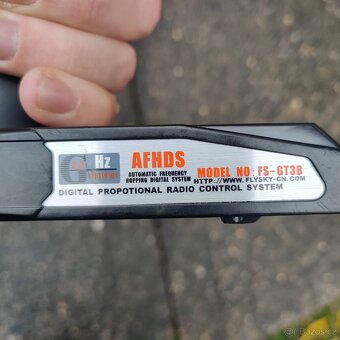 Hz
AFHDS
AUTOMATIC FREQUENCY
HOPPING DIGITAL SYSTEM
MODEL NO: FS-GT3B
HTTP://WWW.FLYSKY-CN.COM
DIGITAL PROPOTIONAL RADIO CONTROL SYSTEM